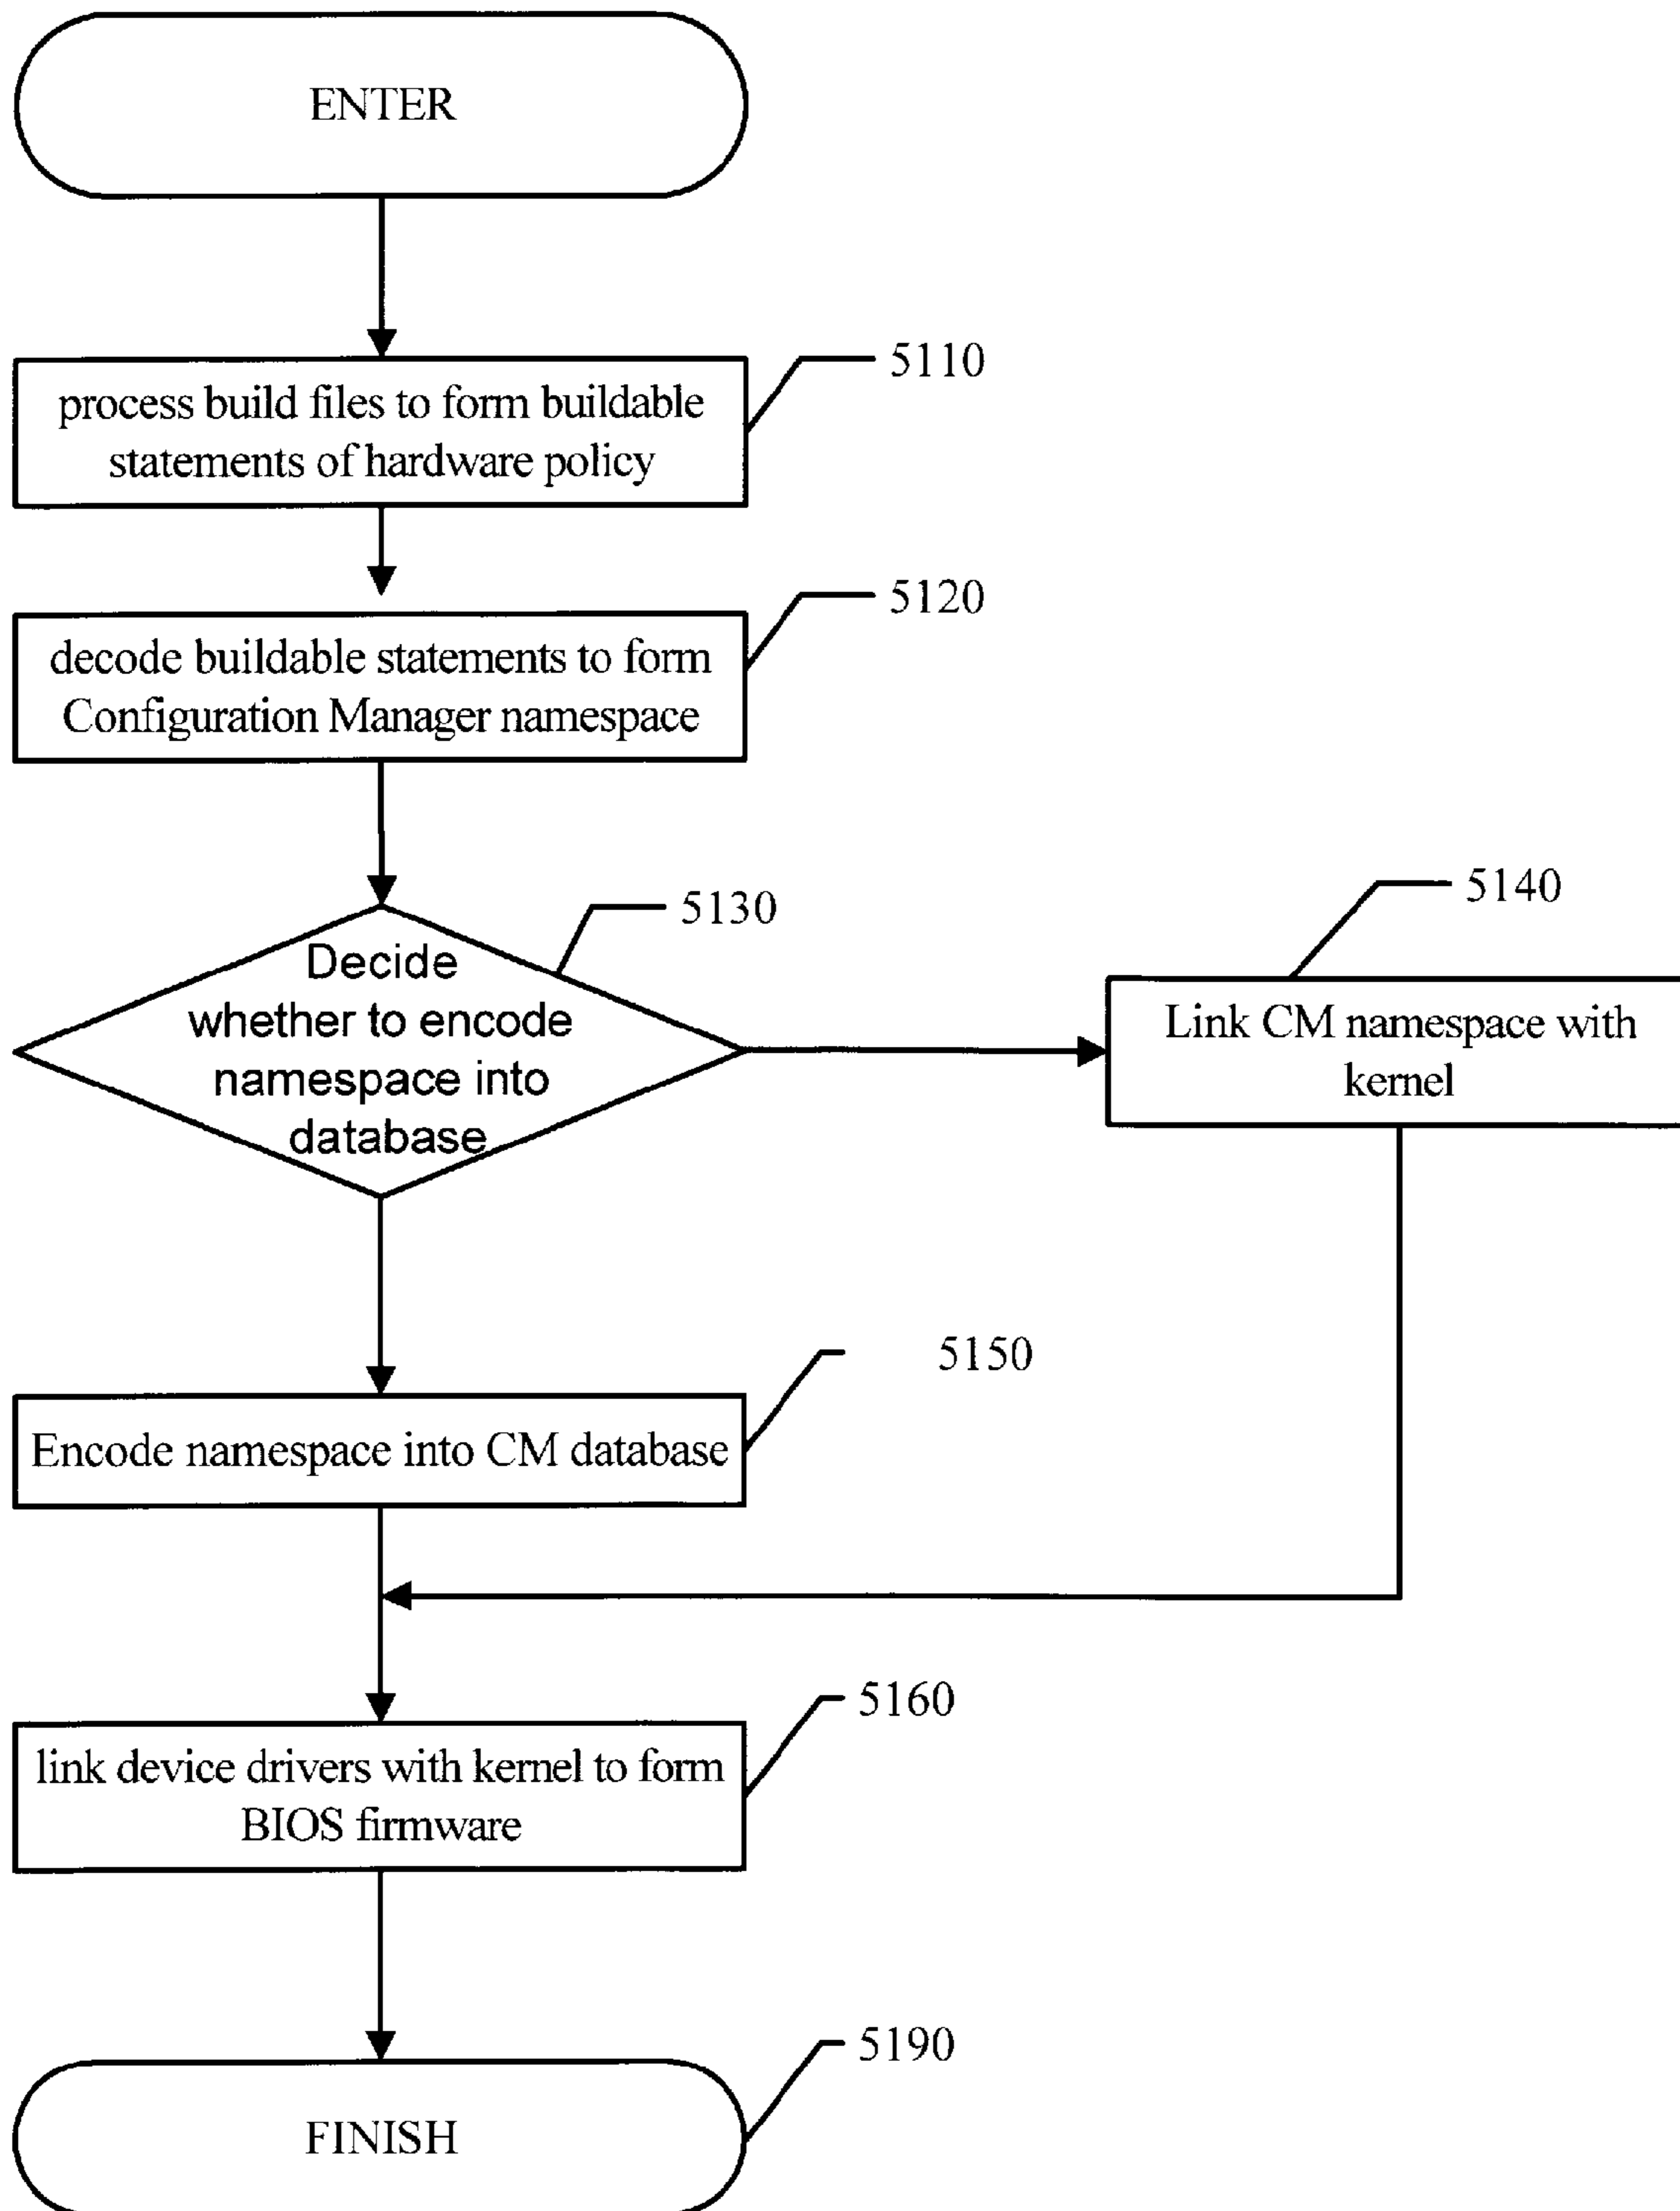 ENTER
5110
process build files to form buildable
statements of hardware policy
5120
decode buildable statements to form
Configuration Manager namespace
5130
Decide
whether to encode
namespace into
database
5140
Link CM namespace with
kernel
5150
Encode namespace into CM database
5160
link device drivers with kernel to form
BIOS firmware
5190
FINISH